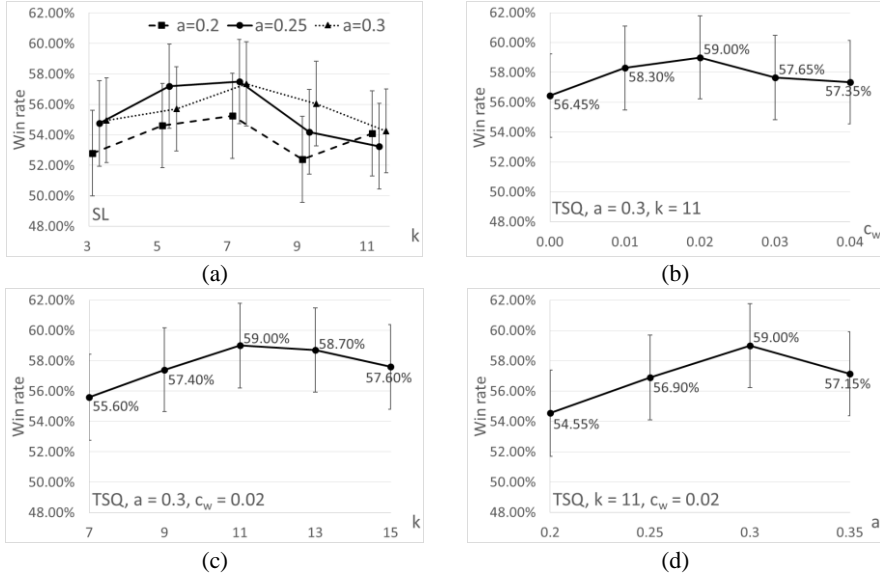 a=0.2 a=0.25 a=0.3
62.00%
60.00%
58.00%
56.00%
54.00%
52.00%
50.00%
48.00%
Win rate
SL
3 5 7 9 11 k
(a)
62.00%
60.00%
58.00%
56.00%
54.00%
52.00%
50.00%
48.00%
Win rate
56.45%
58.30%
59.00%
57.65%
57.35%
TSQ, a = 0.3, k = 11
0.00 0.01 0.02 0.03 0.04 cw
(b)
62.00%
60.00%
58.00%
56.00%
54.00%
52.00%
50.00%
48.00%
Win rate
55.60%
57.40%
59.00%
58.70%
57.60%
TSQ, a = 0.3, cw = 0.02
7 9 11 13 15 k
(c)
62.00%
60.00%
58.00%
56.00%
54.00%
52.00%
50.00%
48.00%
Win rate
54.55%
56.90%
59.00%
57.15%
TSQ, k = 11, cw = 0.02
0.2 0.25 0.3 0.35 a
(d)